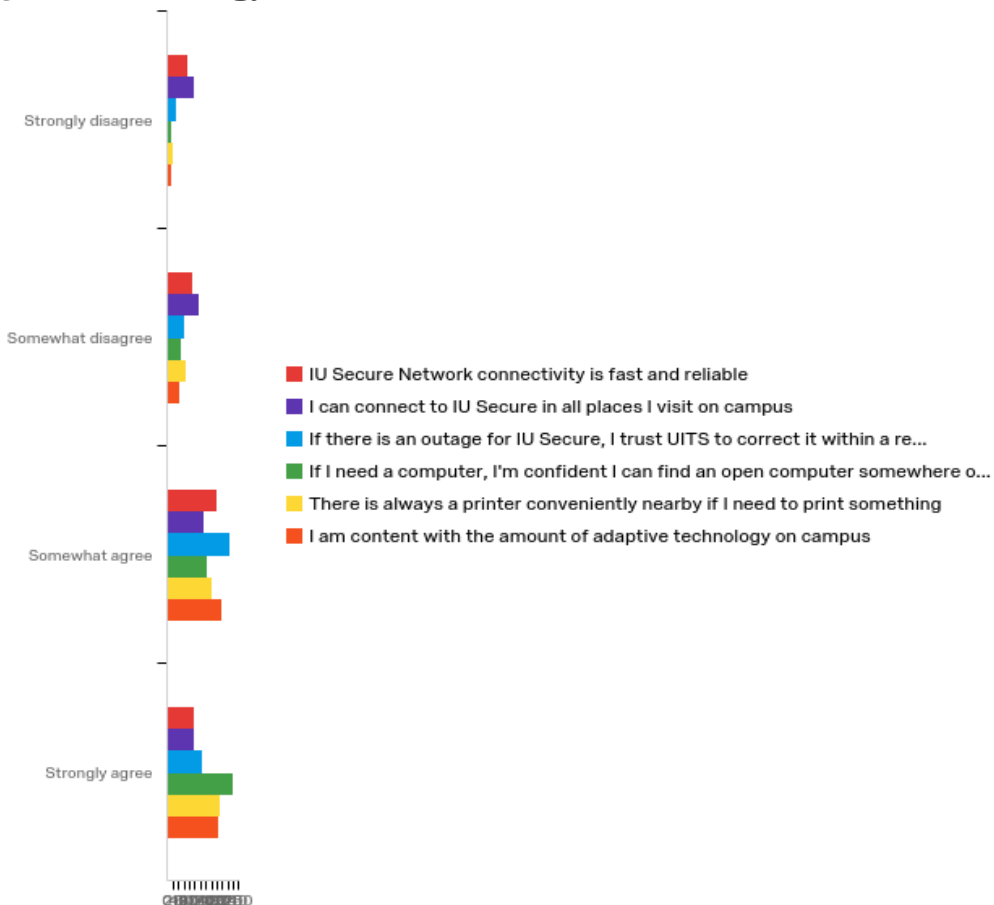 Strongly disagree
Somewhat disagree
Somewhat agree
Strongly agree
IU Secure Network connectivity is fast and reliable
I can connect to IU Secure in all places I visit on campus
If there is an outage for IU Secure, I trust UITS to correct it within a re...
If I need a computer, I'm confident I can find an open computer somewhere o...
There is always a printer conveniently nearby if I need to print something
I am content with the amount of adaptive technology on campus